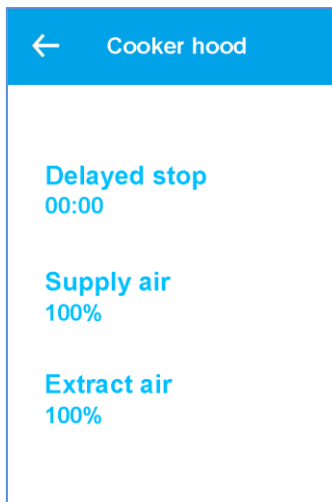 Cooker hood
Delayed stop
00:00
Supply air
100%
Extract air
100%